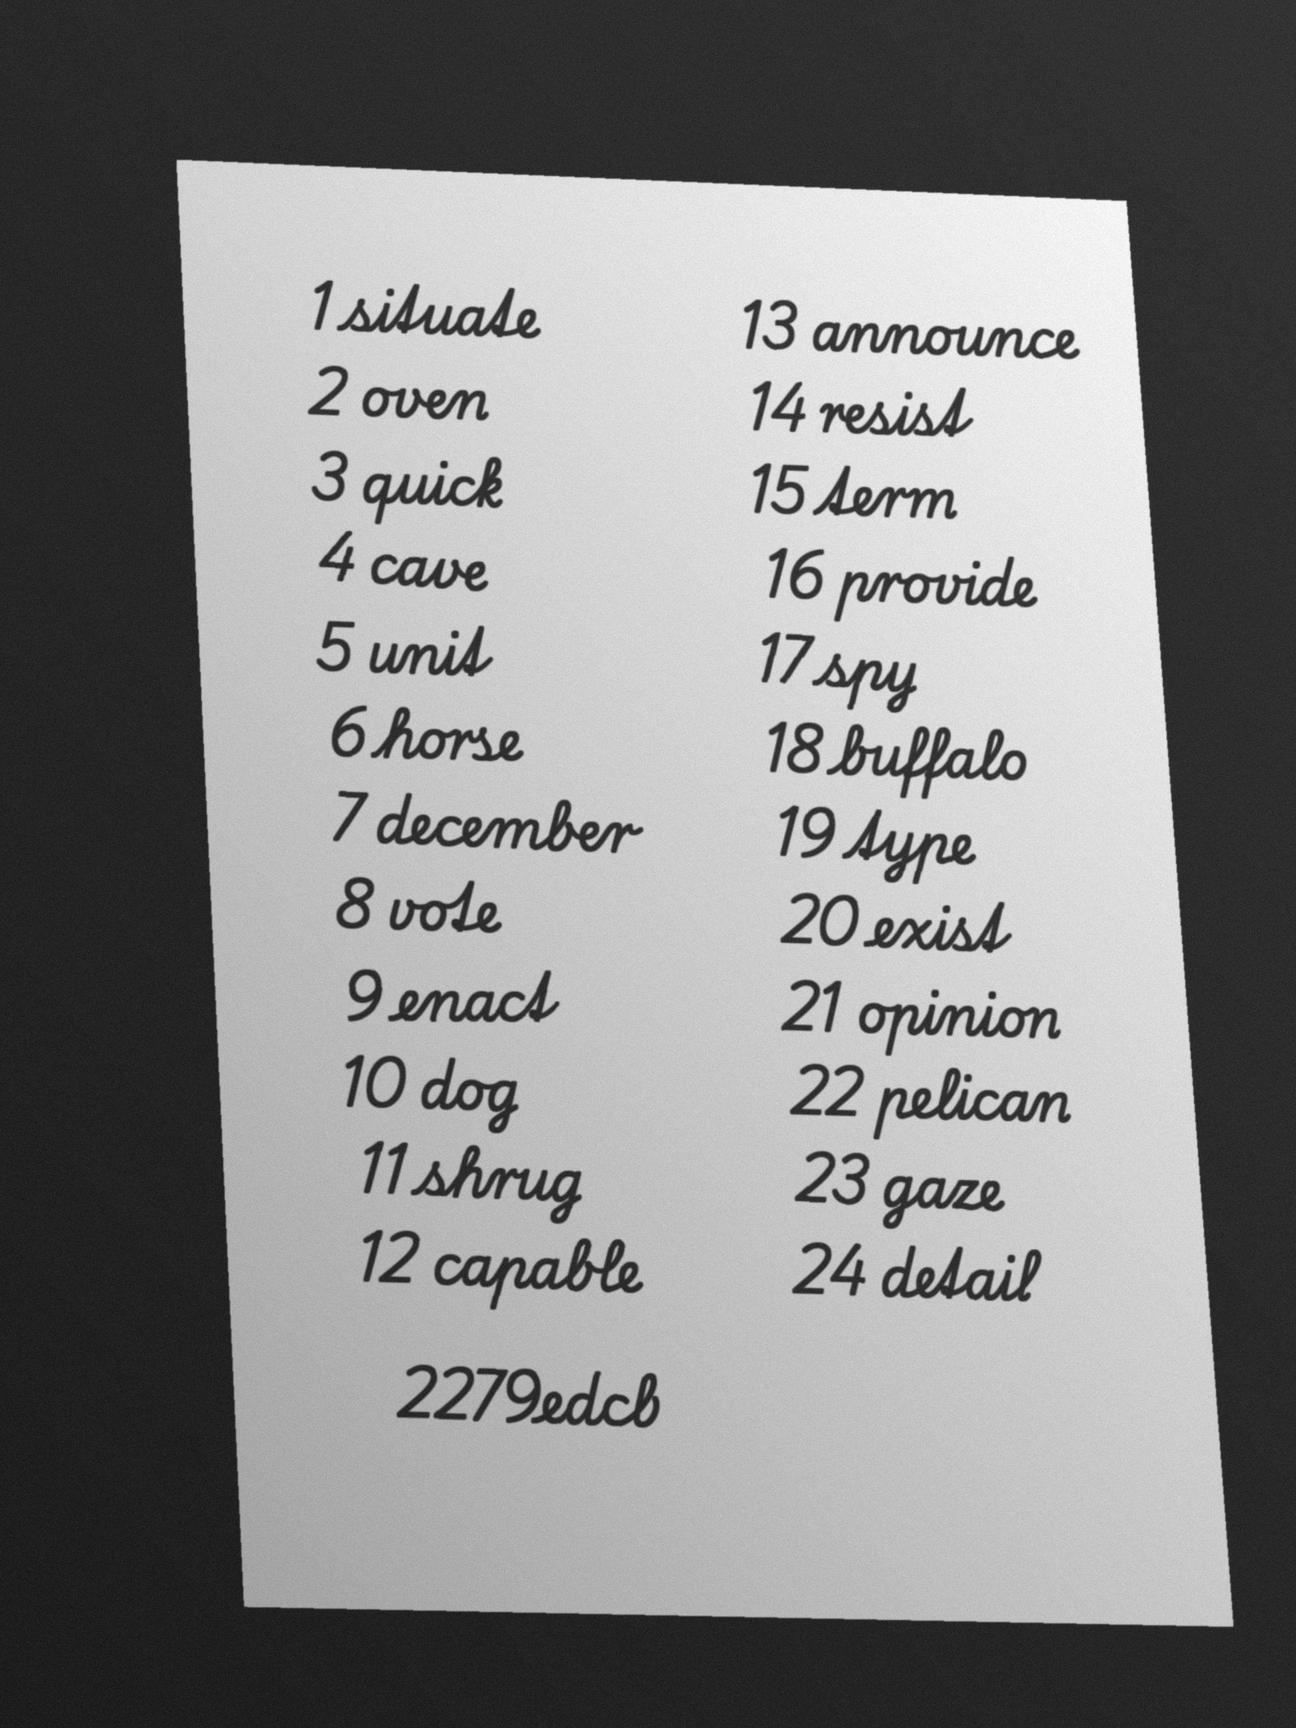 1 situate
2 oven
3 quick
4 cave
5 unit
6 horse
7 december
8 vote
9 enact
10 dog
11 shrug
12 capable
13 announce
14 resist
15 term
16 provide
17 spy
18 buffalo
19 type
20 exist
21 opinion
22 pelican
23 gaze
24 detail
2279edcb